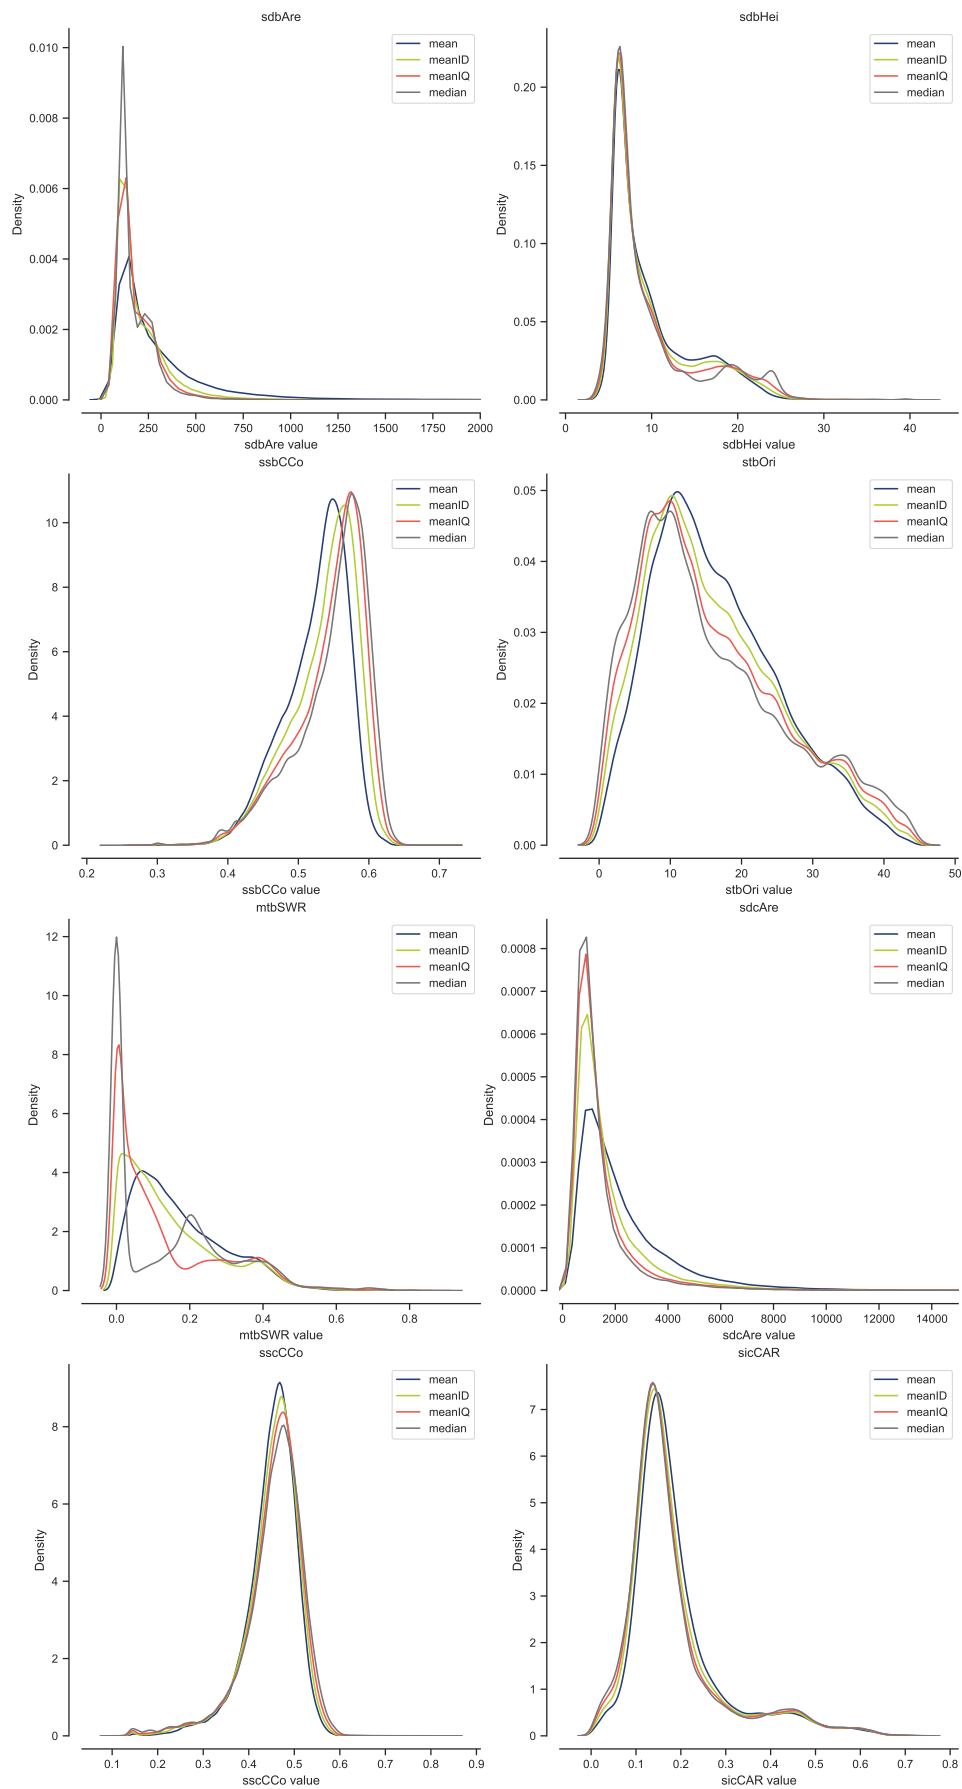 sdbAre
mean
meanID
meanIQ
median
Density
0.010
0.008
0.006
0.004
0.002
0.000
0 250 500 750 1000 1250 1500 1750 2000
sdbAre value
sdbHei
mean
meanID
meanIQ
median
Density
0.20
0.15
0.10
0.05
0.00
0 10 20 30 40
sdbHei value
ssbCCo
mean
meanID
meanIQ
median
Density
10
8
6
4
2
0
0.2 0.3 0.4 0.5 0.6 0.7
ssbCCo value
stbOri
mean
meanID
meanIQ
median
Density
0.05
0.04
0.03
0.02
0.01
0.00
0 10 20 30 40 50
stbOri value
mtbSWR
mean
meanID
meanIQ
median
Density
12
10
8
6
4
2
0
0.0 0.2 0.4 0.6 0.8
mtbSWR value
sdcAre
mean
meanID
meanIQ
median
Density
0.0008
0.0007
0.0006
0.0005
0.0004
0.0003
0.0002
0.0001
0.0000
0 2000 4000 6000 8000 10000 12000 14000
sdcAre value
sscCCo
mean
meanID
meanIQ
median
Density
8
6
4
2
0
0.1 0.2 0.3 0.4 0.5 0.6 0.7 0.8 0.9
sscCCo value
sicCAR
mean
meanID
meanIQ
median
Density
7
6
5
4
3
2
1
0
0.0 0.1 0.2 0.3 0.4 0.5 0.6 0.7 0.8
sicCAR value